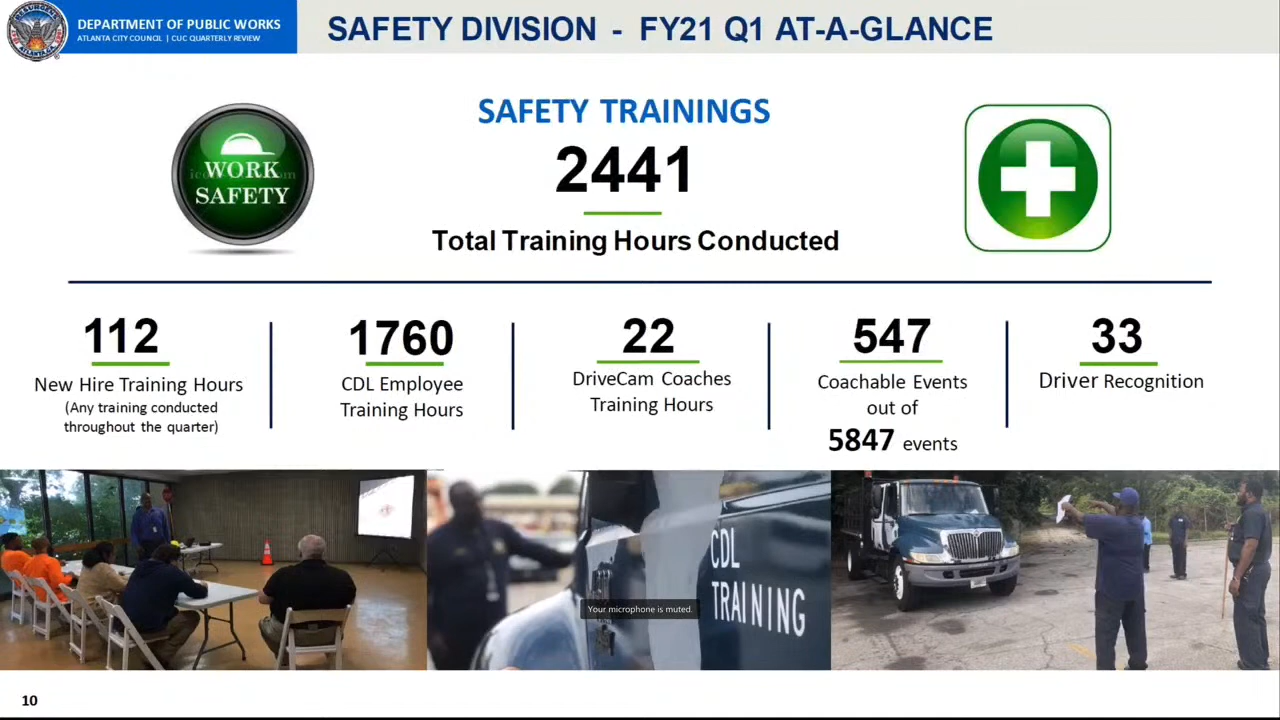 DEPARTMENT OF PUBLIC WORKS
ATLANTA CITY COUNCIL | CUC QUARTERLY REVIEW
SAFETY DIVISION - FY21 Q1 AT-A-GLANCE
WORK
SAFETY
SAFETY TRAININGS
2441
Total Training Hours Conducted
112
New Hire Training Hours
(Any training conducted
throughout the quarter)
1760
CDL Employee
Training Hours
22
DriveCam Coaches
Training Hours
547
Coachable Events
out of
5847 events
33
Driver Recognition
CDL
TRAINING
Your microphone is muted.
10